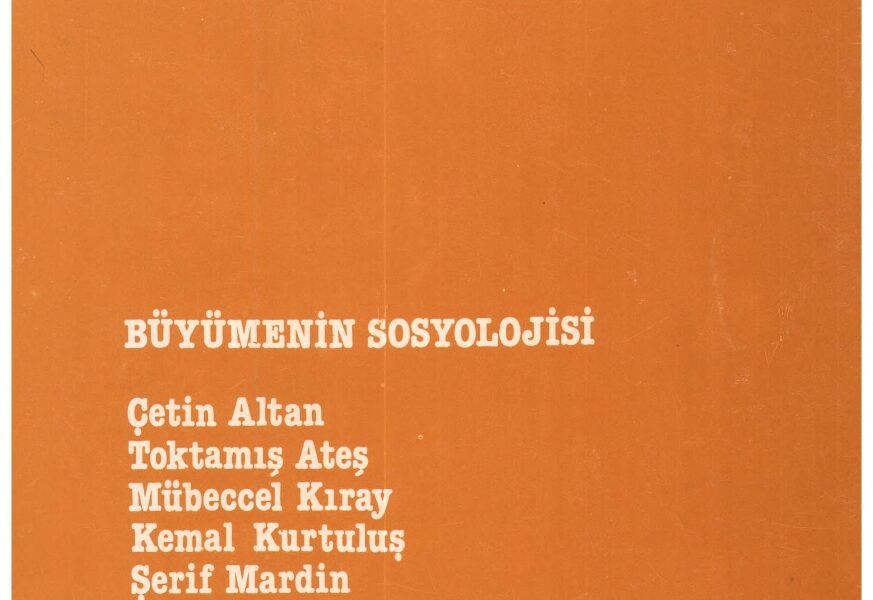 BÜYÜMENİN SOSYOLOJİSİ
Çetin Altan
Toktamış Ateş
Mübeccel Kıray
Kemal Kurtuluş
Şerif Mardin